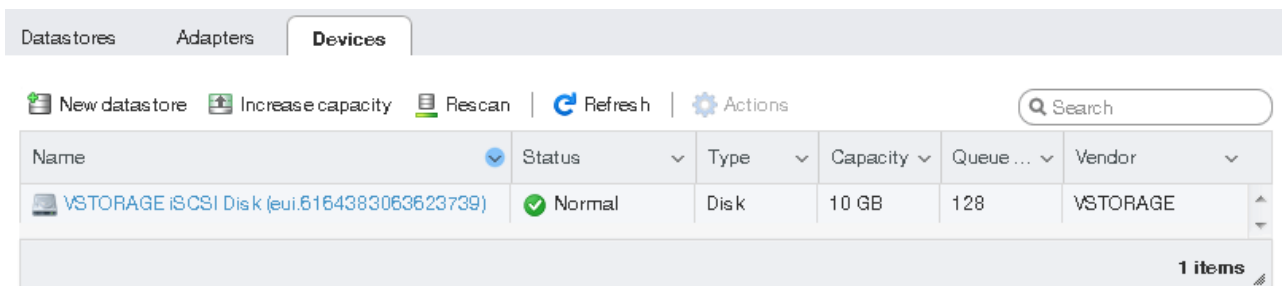 Datastores Adapters Devices
New datastore Increase capacity Rescan Refresh Actions Search
Name Status Type Capacity Queue ... Vendor
VSTORAGE iSCSI Disk (eui.6164383063623739) Normal Disk 10 GB 128 VSTORAGE
1 items